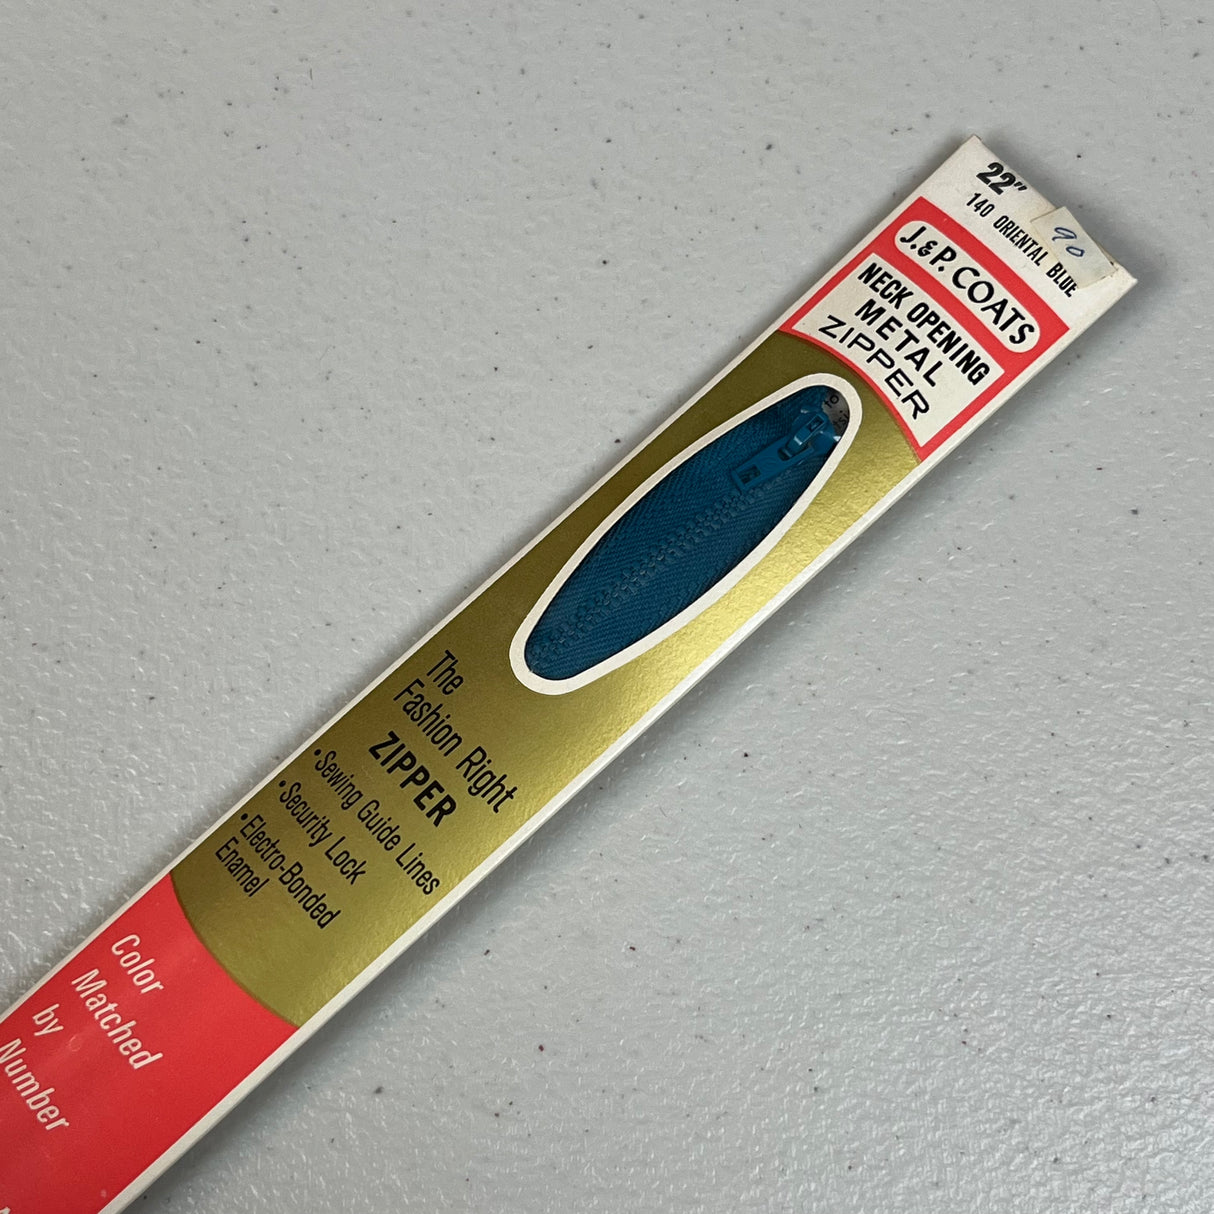 22"
140 ORIENTAL BLUE
90
J.&P. COATS
NECK OPENING
METAL
ZIPPER
The
Fashion Right
ZIPPER
•Sewing Guide Lines
•Security Lock
•Electro-Bonded
Enamel
Color
Matched
by
Number